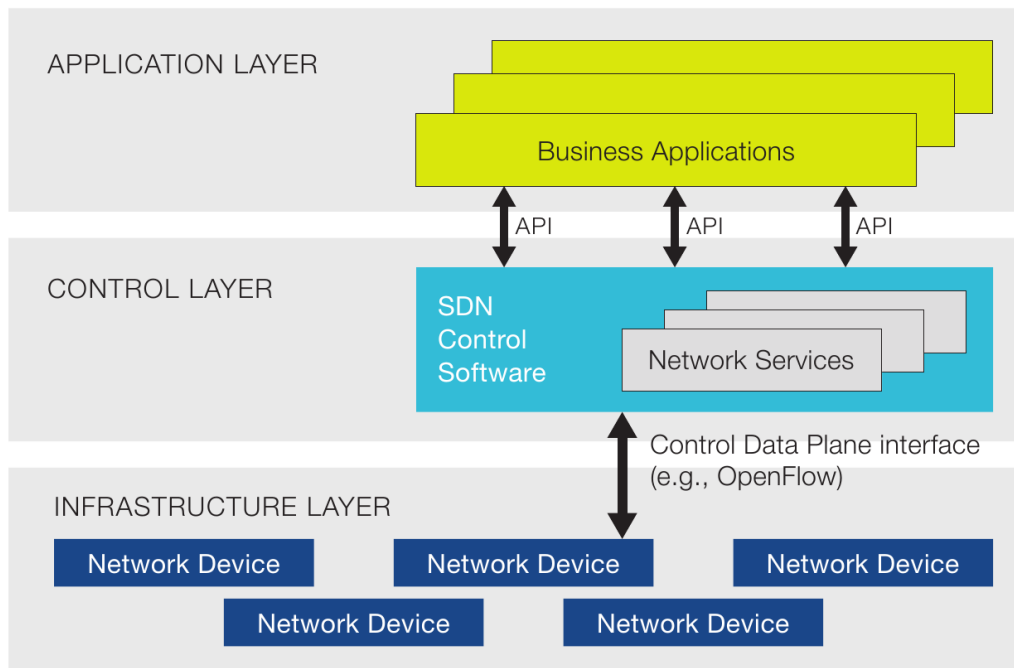 APPLICATION LAYER
Business Applications
API
API
API
CONTROL LAYER
SDN
Control
Software
Network Services
Control Data Plane interface
(e.g., OpenFlow)
INFRASTRUCTURE LAYER
Network Device
Network Device
Network Device
Network Device
Network Device